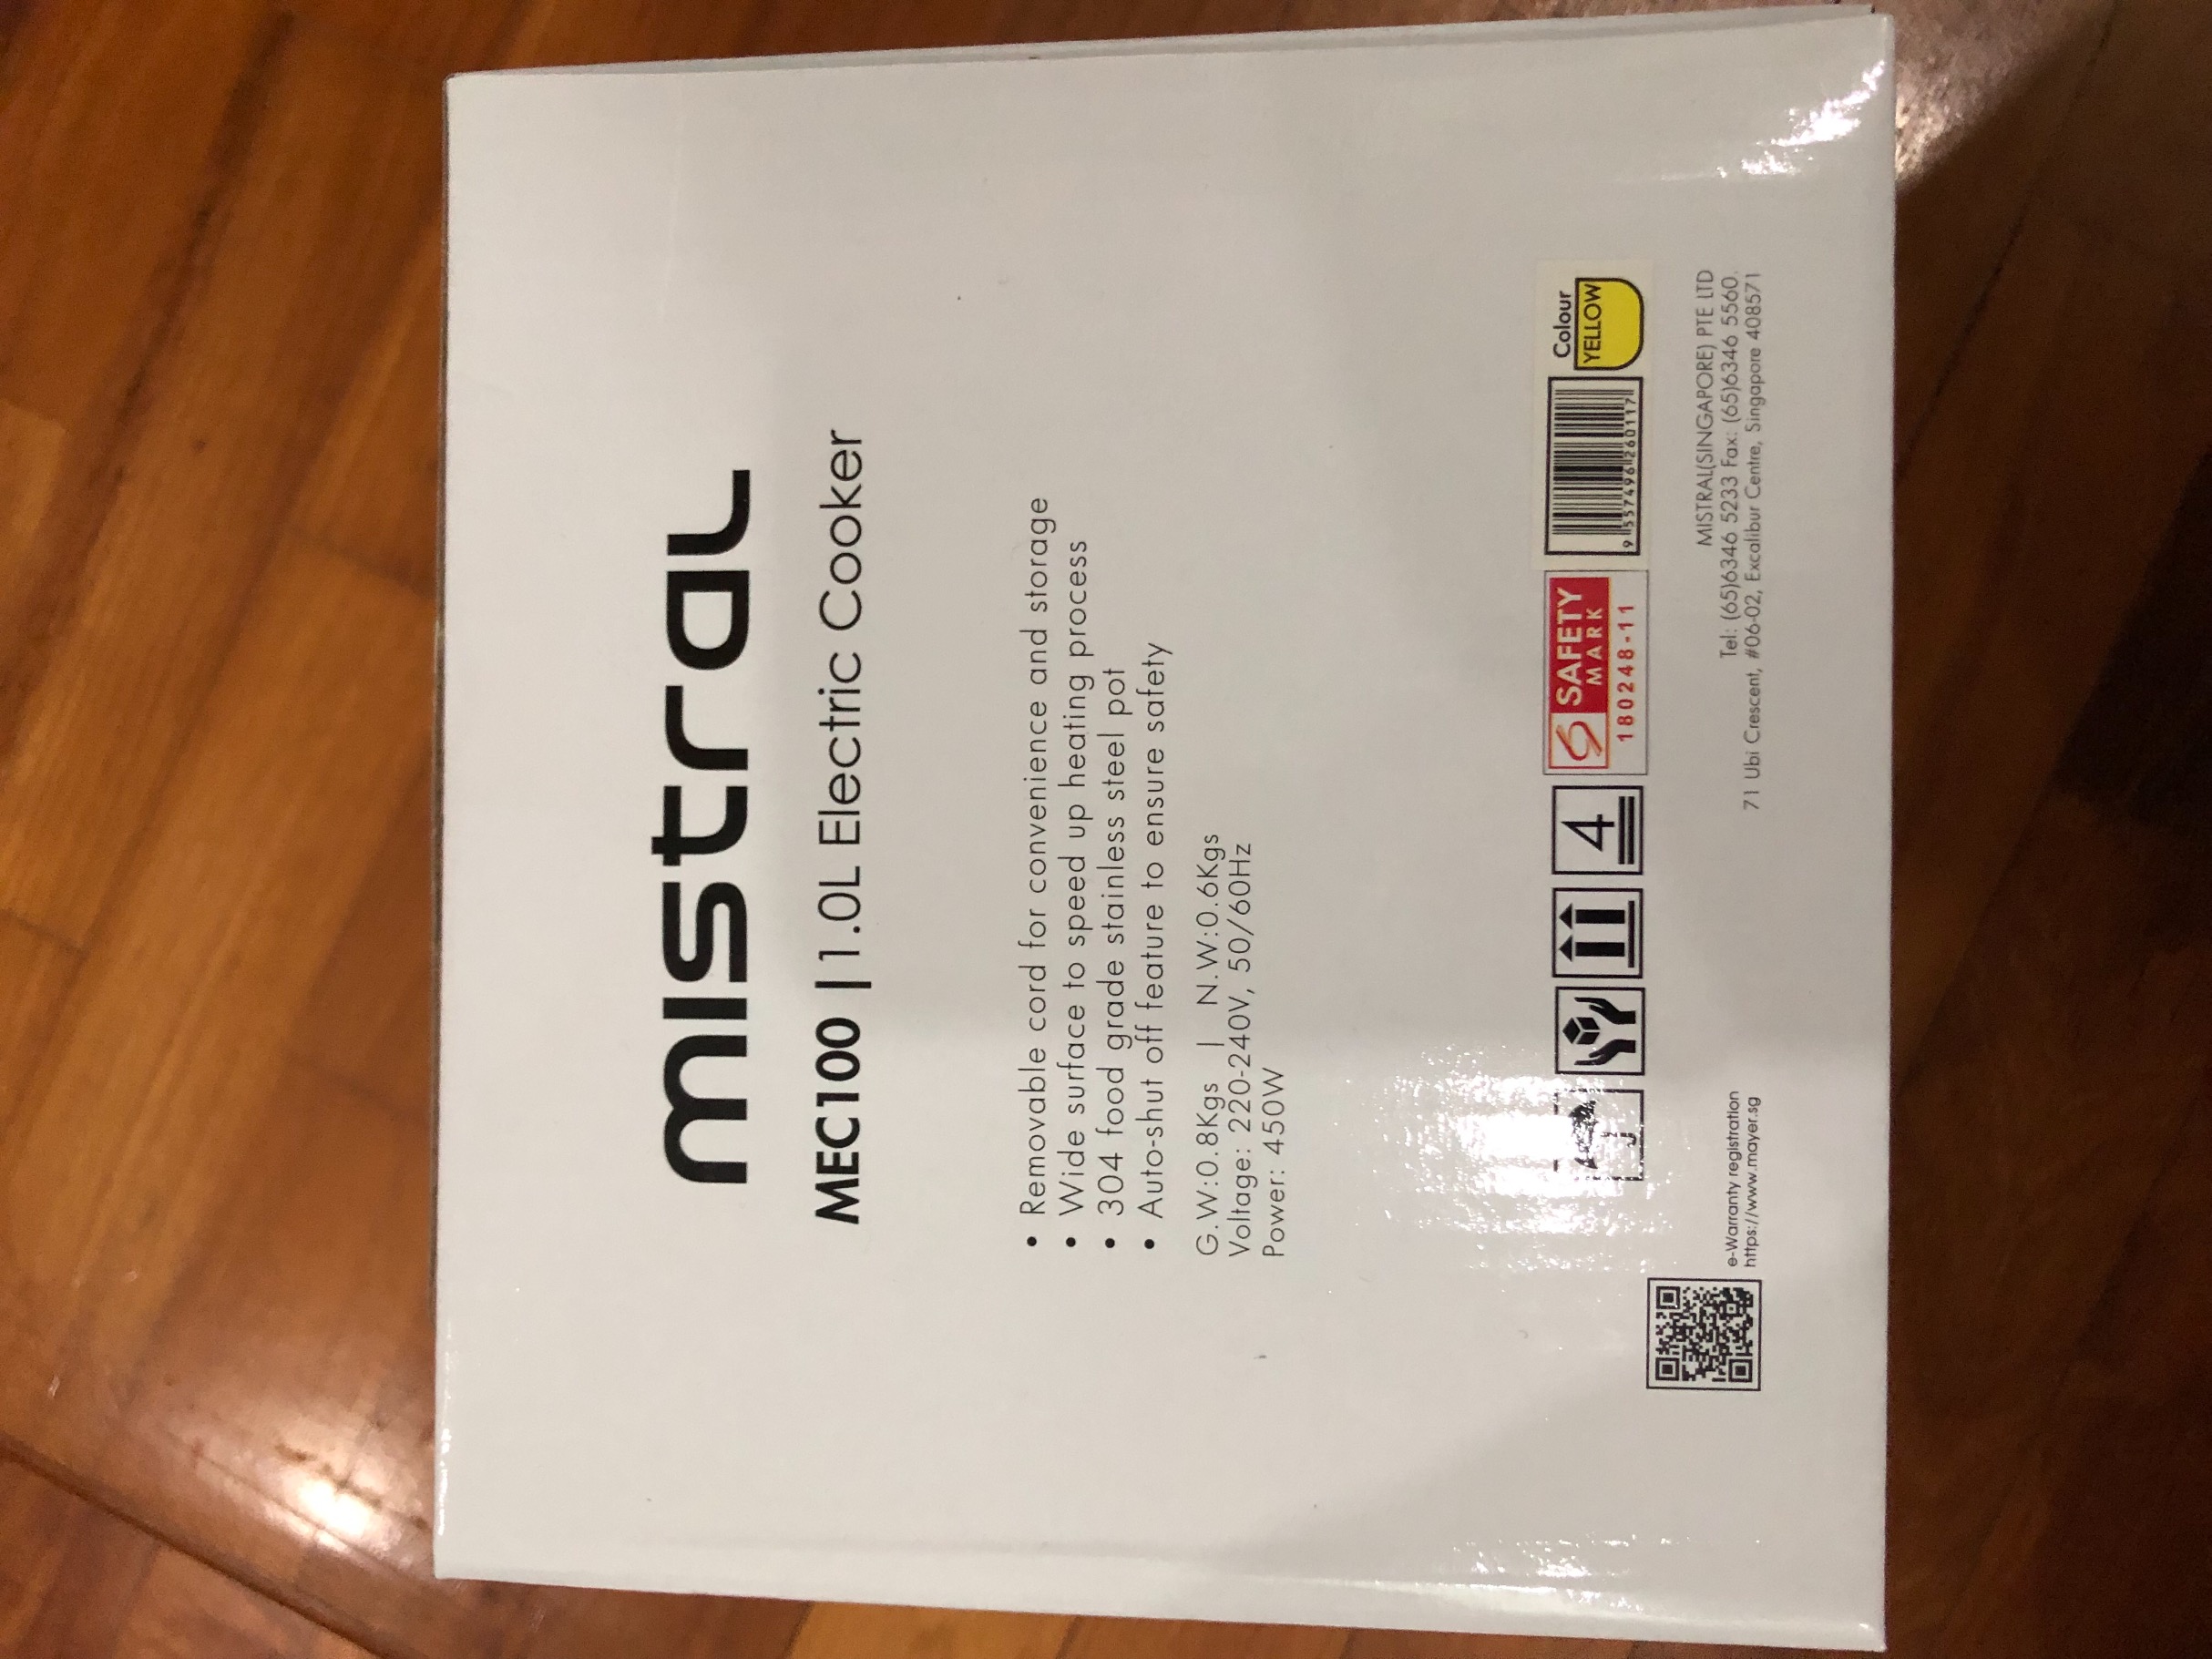 mistral
MEC100 | 1.0L Electric Cooker
• Removable cord for convenience and storage
• Wide surface to speed up heating process
• 304 food grade stainless steel pot
• Auto-shut off feature to ensure safety
G.W:0.8Kgs | N.W:0.6Kgs
Voltage: 220-240V, 50/60Hz
Power: 450W
4
S SAFETY
MARK
180248-11
9 557496 260117
Colour
YELLOW
e-Warranty registration
https://www.mayer.sg
MISTRAL(SINGAPORE) PTE LTD
Tel: (65)6346 5233 Fax: (65)6346 5560.
71 Ubi Crescent, #06-02, Excalibur Centre, Singapore 408571